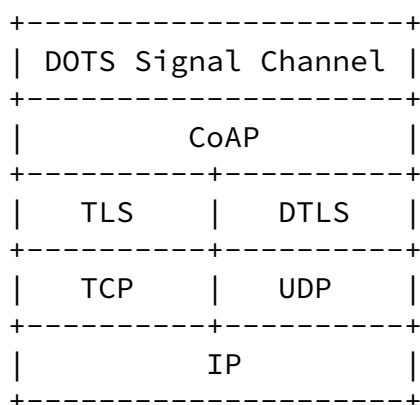 +---------------------+
| DOTS Signal Channel |
+---------------------+
|         CoAP        |
+----------+----------+
|   TLS    |   DTLS   |
+----------+----------+
|   TCP    |   UDP    |
+----------+----------+
|          IP         |
+---------------------+